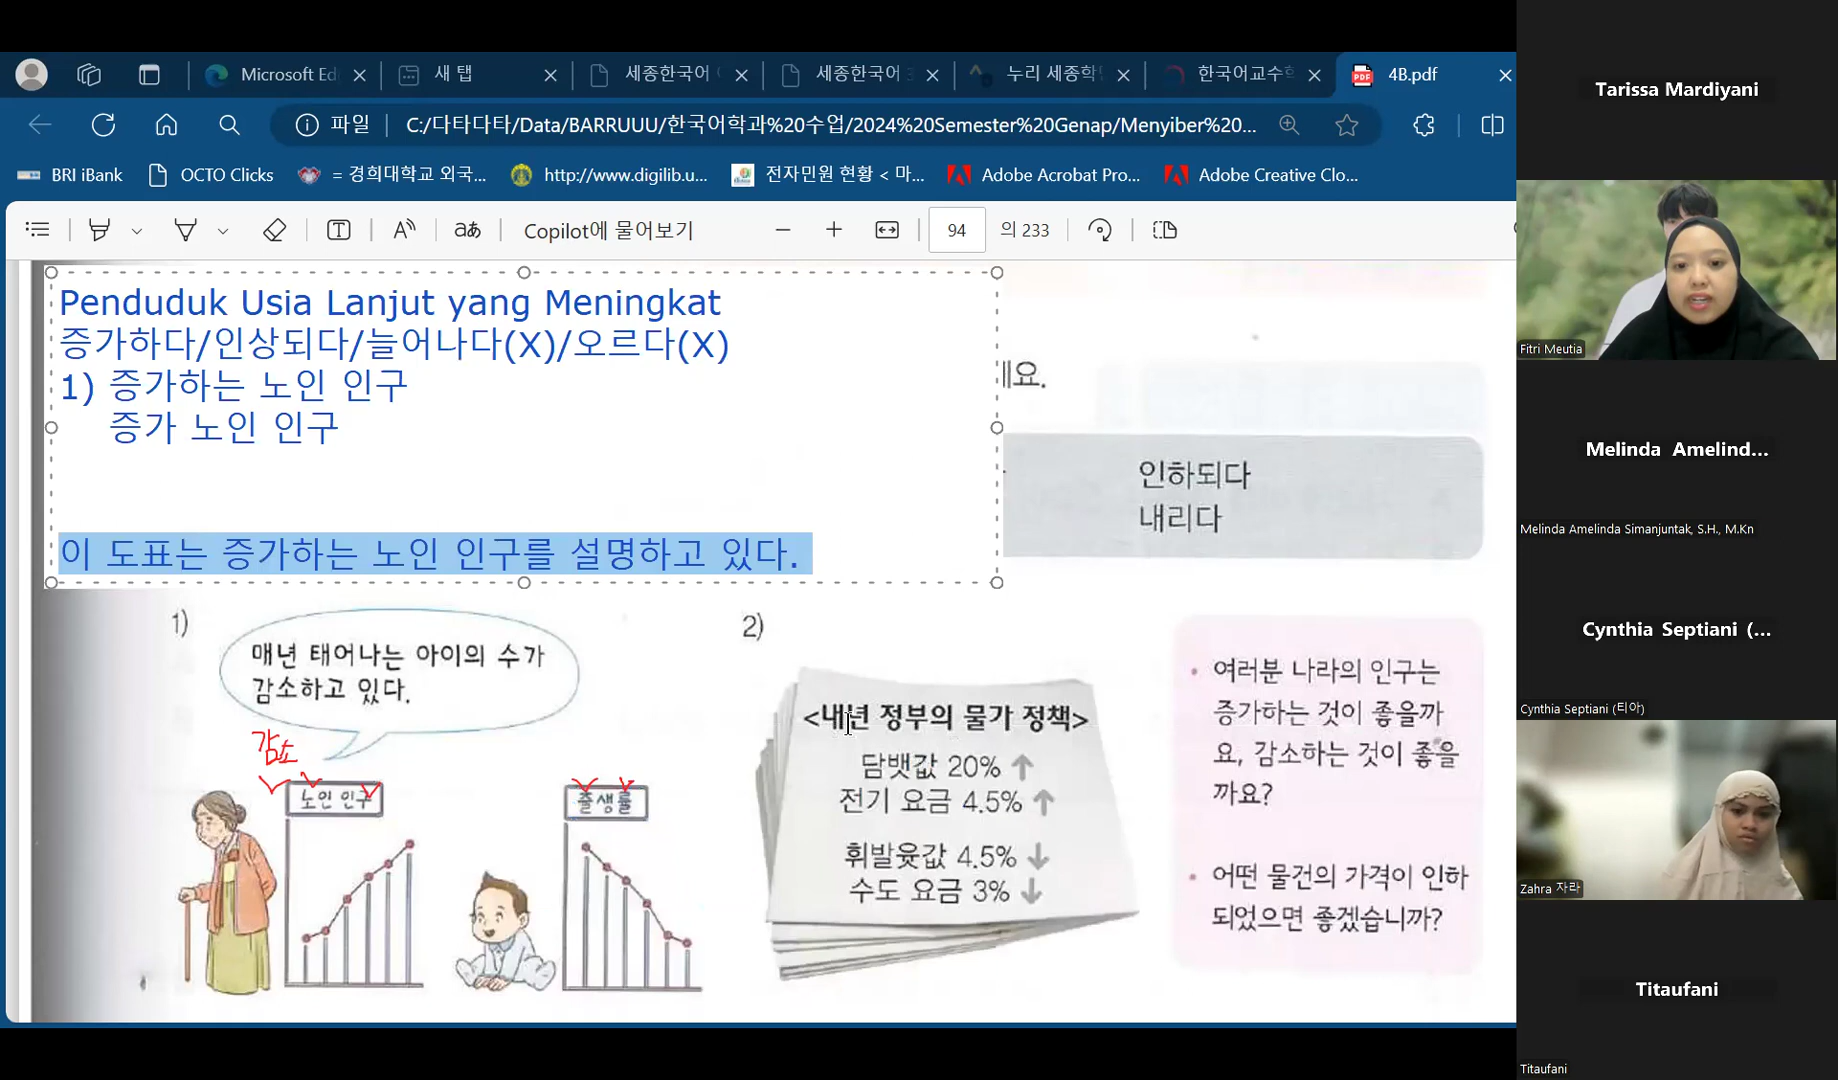 Microsoft Ed
새 탭
세종한국어
세종한국어
누리 세종학
한국어교수
4B.pdf
파일
C:/다타다타/Data/BARRUUU/한국어학과%20수업/2024%20Semester%20Genap/Menyiber%20...
BRI iBank
OCTO Clicks
= 경희대학교 외국...
http://www.digilib.u...
전자민원 현황 < 마...
Adobe Acrobat Pro...
Adobe Creative Clo...
Copilot에 물어보기
94
의 233
Penduduk Usia Lanjut yang Meningkat
증가하다/인상되다/늘어나다(X)/오르다(X)
1) 증가하는 노인 인구
증가 노인 인구
요.
인하되다
내리다
이 도표는 증가하는 노인 인구를 설명하고 있다.
1)
매년 태어나는 아이의 수가
감소하고 있다.
감소
노인 인구
출생률
2)
<내년 정부의 물가 정책>
담뱃값 20% ↑
전기 요금 4.5% ↑
휘발윳값 4.5% ↓
수도 요금 3% ↓
• 여러분 나라의 인구는
증가하는 것이 좋을까
요, 감소하는 것이 좋을
까요?
• 어떤 물건의 가격이 인하
되었으면 좋겠습니까?
Tarissa Mardiyani
Fitri Meutia
Melinda Amelind...
Melinda Amelinda Simanjuntak, S.H., M.Kn
Cynthia Septiani (...
Cynthia Septiani (티아)
Zahra 자라
Titaufani
Titaufani